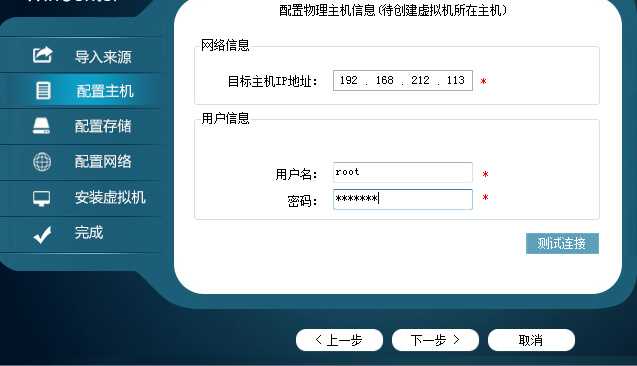 配置物理主机信息(待创建虚拟机所在主机)
导入来源
配置主机
配置存储
配置网络
安装虚拟机
完成
网络信息
目标主机IP地址: 192 . 168 . 212 . 113 *
用户信息
用户名: root *
密码: ******* *
测试连接
< 上一步
下一步 >
取消